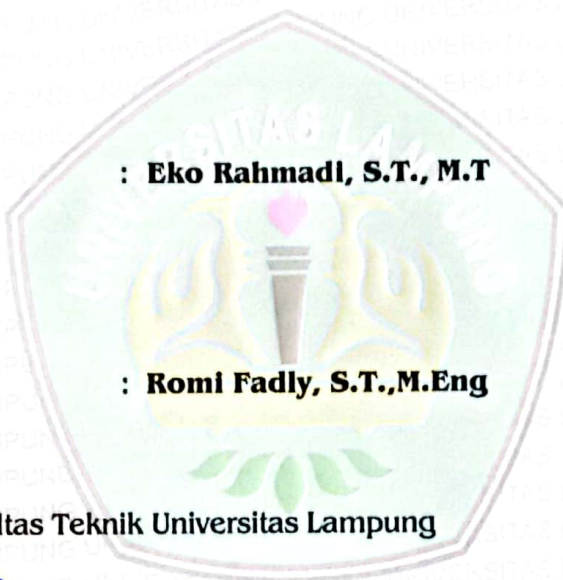 : Eko Rahmadi, S.T., M.T
: Romi Fadly, S.T.,M.Eng
ltas Teknik Universitas Lampung